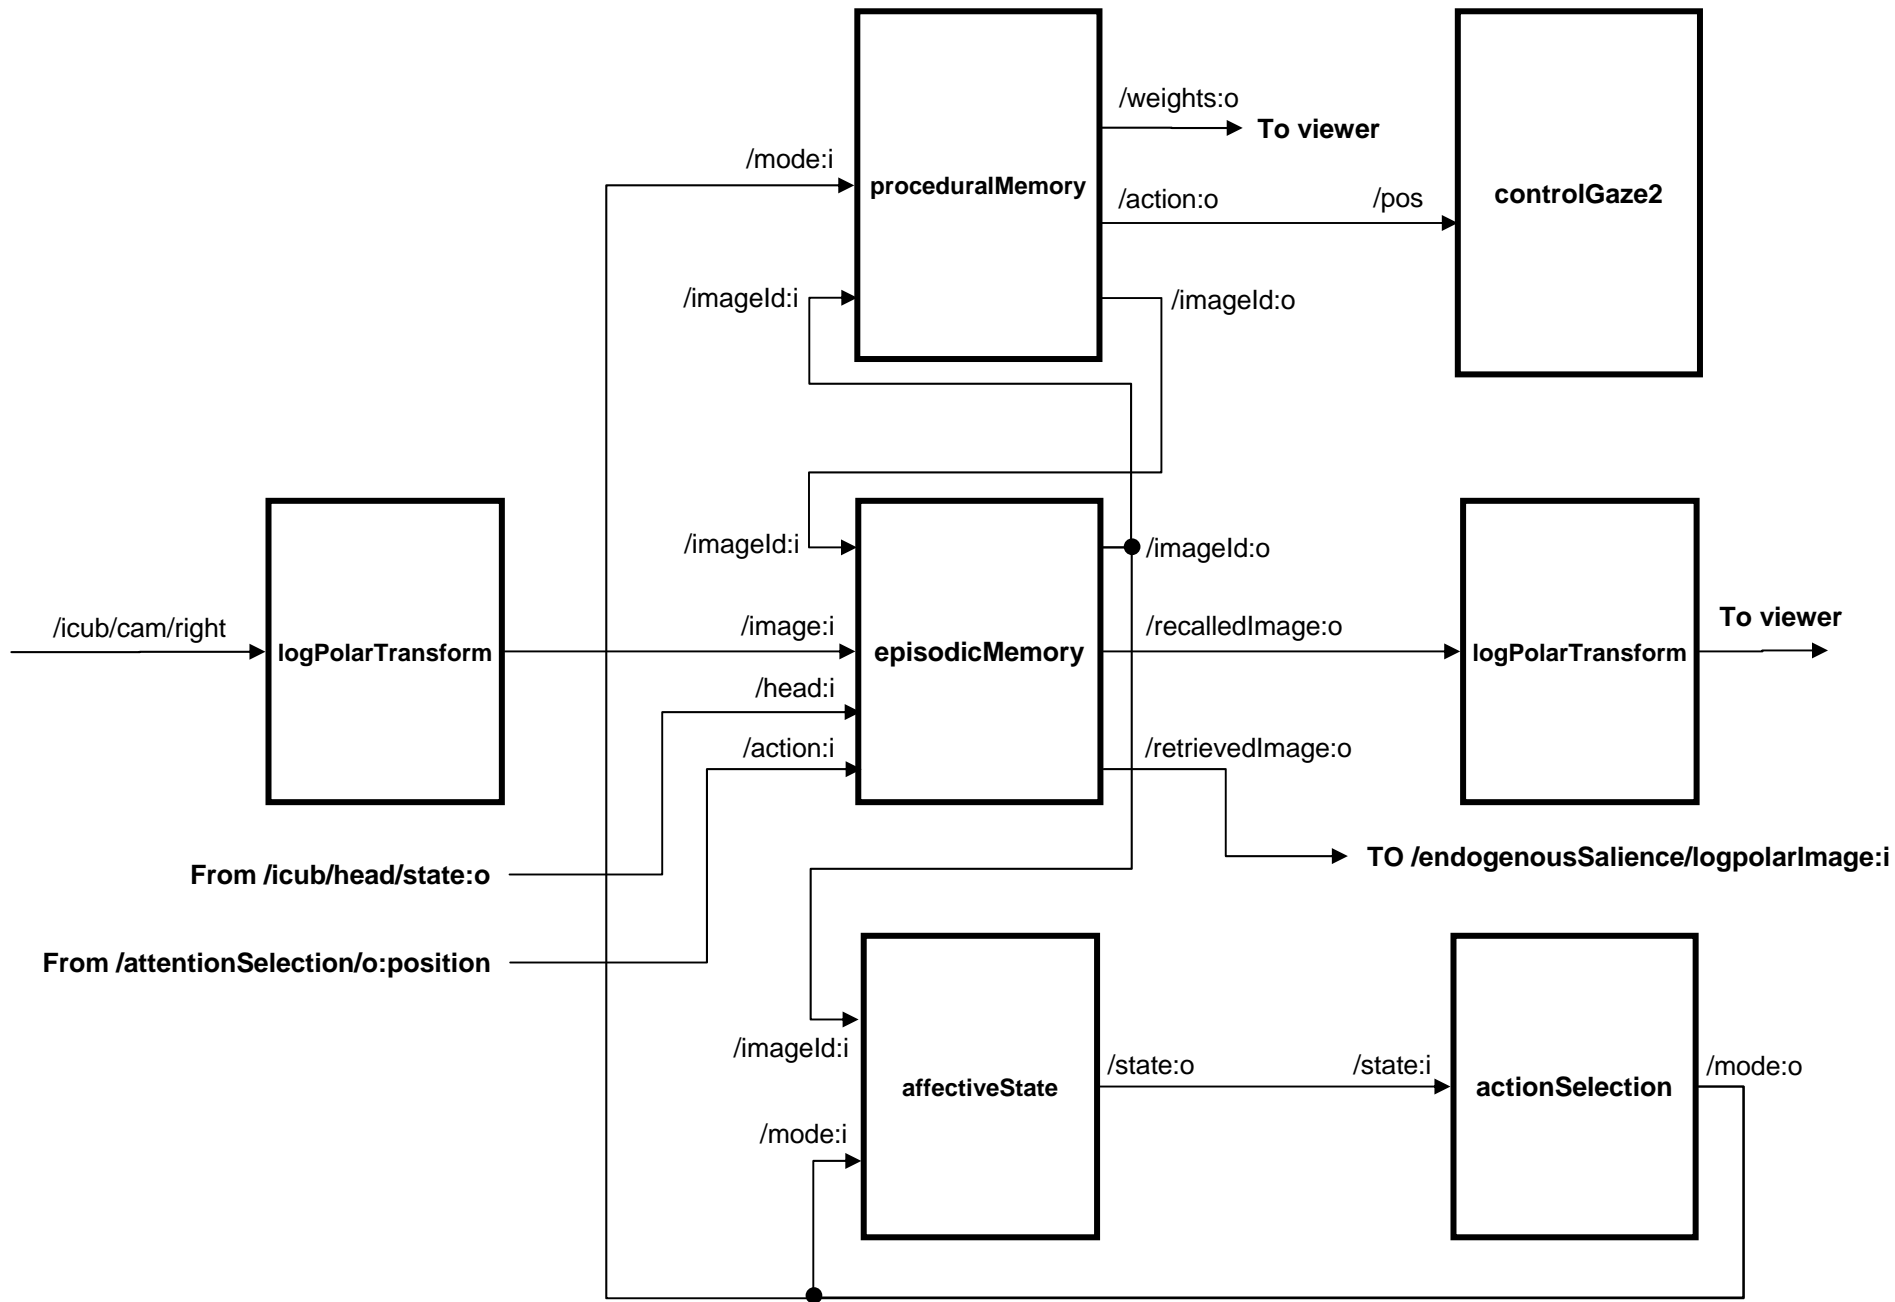 /weights:o
To viewer
/mode:i
proceduralMemory
/action:o
/pos
controlGaze2
/imageId:i
/imageId:o
/imageId:i
/imageId:o
/icub/cam/right
logPolarTransform
/image:i
episodicMemory
/recalledImage:o
logPolarTransform
To viewer
/head:i
/action:i
/retrievedImage:o
From /icub/head/state:o
TO /endogenousSalience/logpolarImage:i
From /attentionSelection/o:position
/imageId:i
affectiveState
/state:o
/state:i
actionSelection
/mode:o
/mode:i